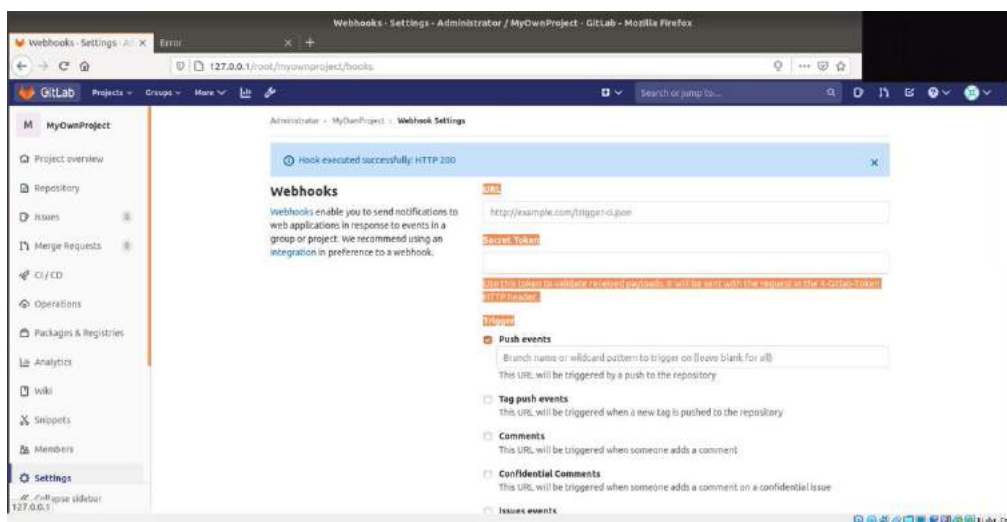 Webhooks · Settings · Administrator / MyOwnProject · GitLab - Mozilla Firefox
Webhooks · Settings · Ad
Error
127.0.0.1/root/myownproject/hooks
GitLab Projects Groups More Search or jump to...
M MyOwnProject
Project overview
Repository
Issues 0
Merge Requests 0
CI / CD
Operations
Packages & Registries
Analytics
Wiki
Snippets
Members
Settings
Collapse sidebar
127.0.0.1
Administrator > MyOwnProject > Webhook Settings
Hook executed successfully: HTTP 200
Webhooks
Webhooks enable you to send notifications to
web applications in response to events in a
group or project. We recommend using an
integration in preference to a webhook.
URL
http://example.com/trigger-ci.json
Secret Token
Use this token to validate received payloads. It will be sent with the request in the X-Gitlab-Token
HTTP header.
Trigger
Push events
Branch name or wildcard pattern to trigger on (leave blank for all)
This URL will be triggered by a push to the repository
Tag push events
This URL will be triggered when a new tag is pushed to the repository
Comments
This URL will be triggered when someone adds a comment
Confidential Comments
This URL will be triggered when someone adds a comment on a confidential issue
Issues events